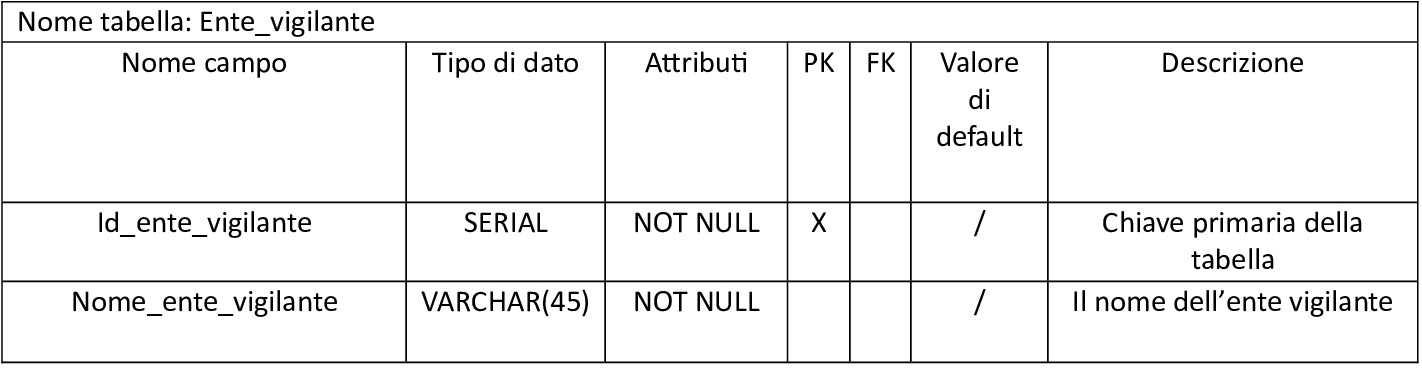 Nome tabella: Ente_vigilante
Nome campo Tipo di dato Attributi PK FK Valore di default Descrizione
Id_ente_vigilante SERIAL NOT NULL X / Chiave primaria della tabella
Nome_ente_vigilante VARCHAR(45) NOT NULL / Il nome dell’ente vigilante